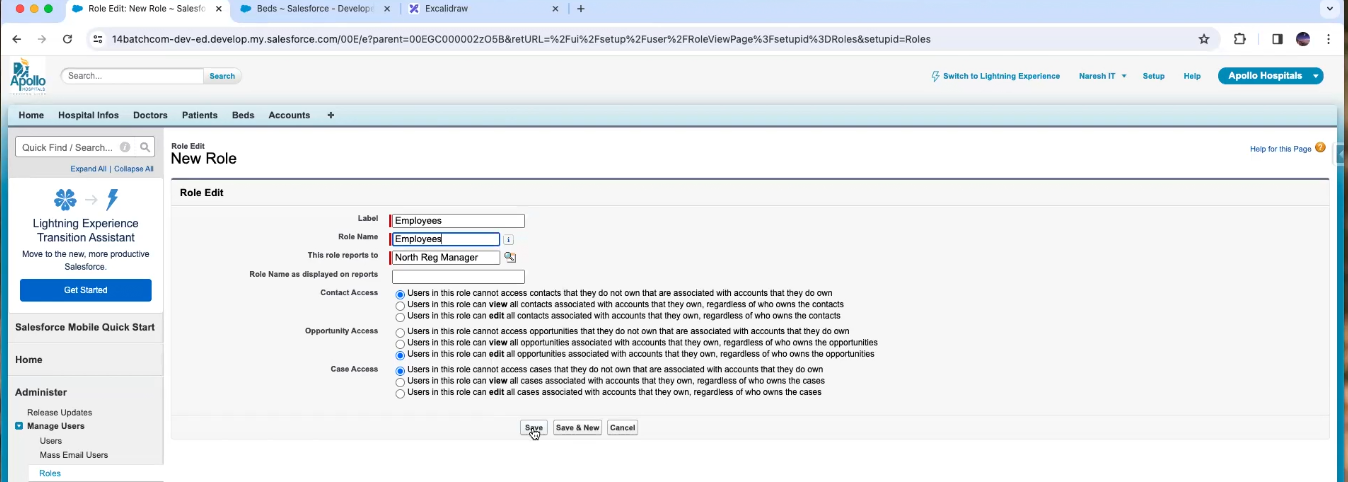 Role Edit: New Role ~ Salesfo
Beds ~ Salesforce - Develope
Excalidraw
14batchcom-dev-ed.develop.my.salesforce.com/00E/e?parent=00EGC000002zO5B&retURL=%2Fui%2Fsetup%2Fuser%2FRoleViewPage%3Fsetupid%3DRoles&setupid=Roles
Apollo
HOSPITALS
Search...
Search
Switch to Lightning Experience
Naresh IT
Setup
Help
Apollo Hospitals
Home
Hospital Infos
Doctors
Patients
Beds
Accounts
+
Quick Find / Search...
Expand All | Collapse All
Lightning Experience
Transition Assistant
Move to the new, more productive
Salesforce.
Get Started
Salesforce Mobile Quick Start
Home
Administer
Release Updates
Manage Users
Users
Mass Email Users
Roles
Role Edit
New Role
Help for this Page
Role Edit
Label
Employees
Role Name
Employees
This role reports to
North Reg Manager
Role Name as displayed on reports
Contact Access
Users in this role cannot access contacts that they do not own that are associated with accounts that they do own
Users in this role can view all contacts associated with accounts that they own, regardless of who owns the contacts
Users in this role can edit all contacts associated with accounts that they own, regardless of who owns the contacts
Opportunity Access
Users in this role cannot access opportunities that they do not own that are associated with accounts that they do own
Users in this role can view all opportunities associated with accounts that they own, regardless of who owns the opportunities
Users in this role can edit all opportunities associated with accounts that they own, regardless of who owns the opportunities
Case Access
Users in this role cannot access cases that they do not own that are associated with accounts that they do own
Users in this role can view all cases associated with accounts that they own, regardless of who owns the cases
Users in this role can edit all cases associated with accounts that they own, regardless of who owns the cases
Save
Save & New
Cancel